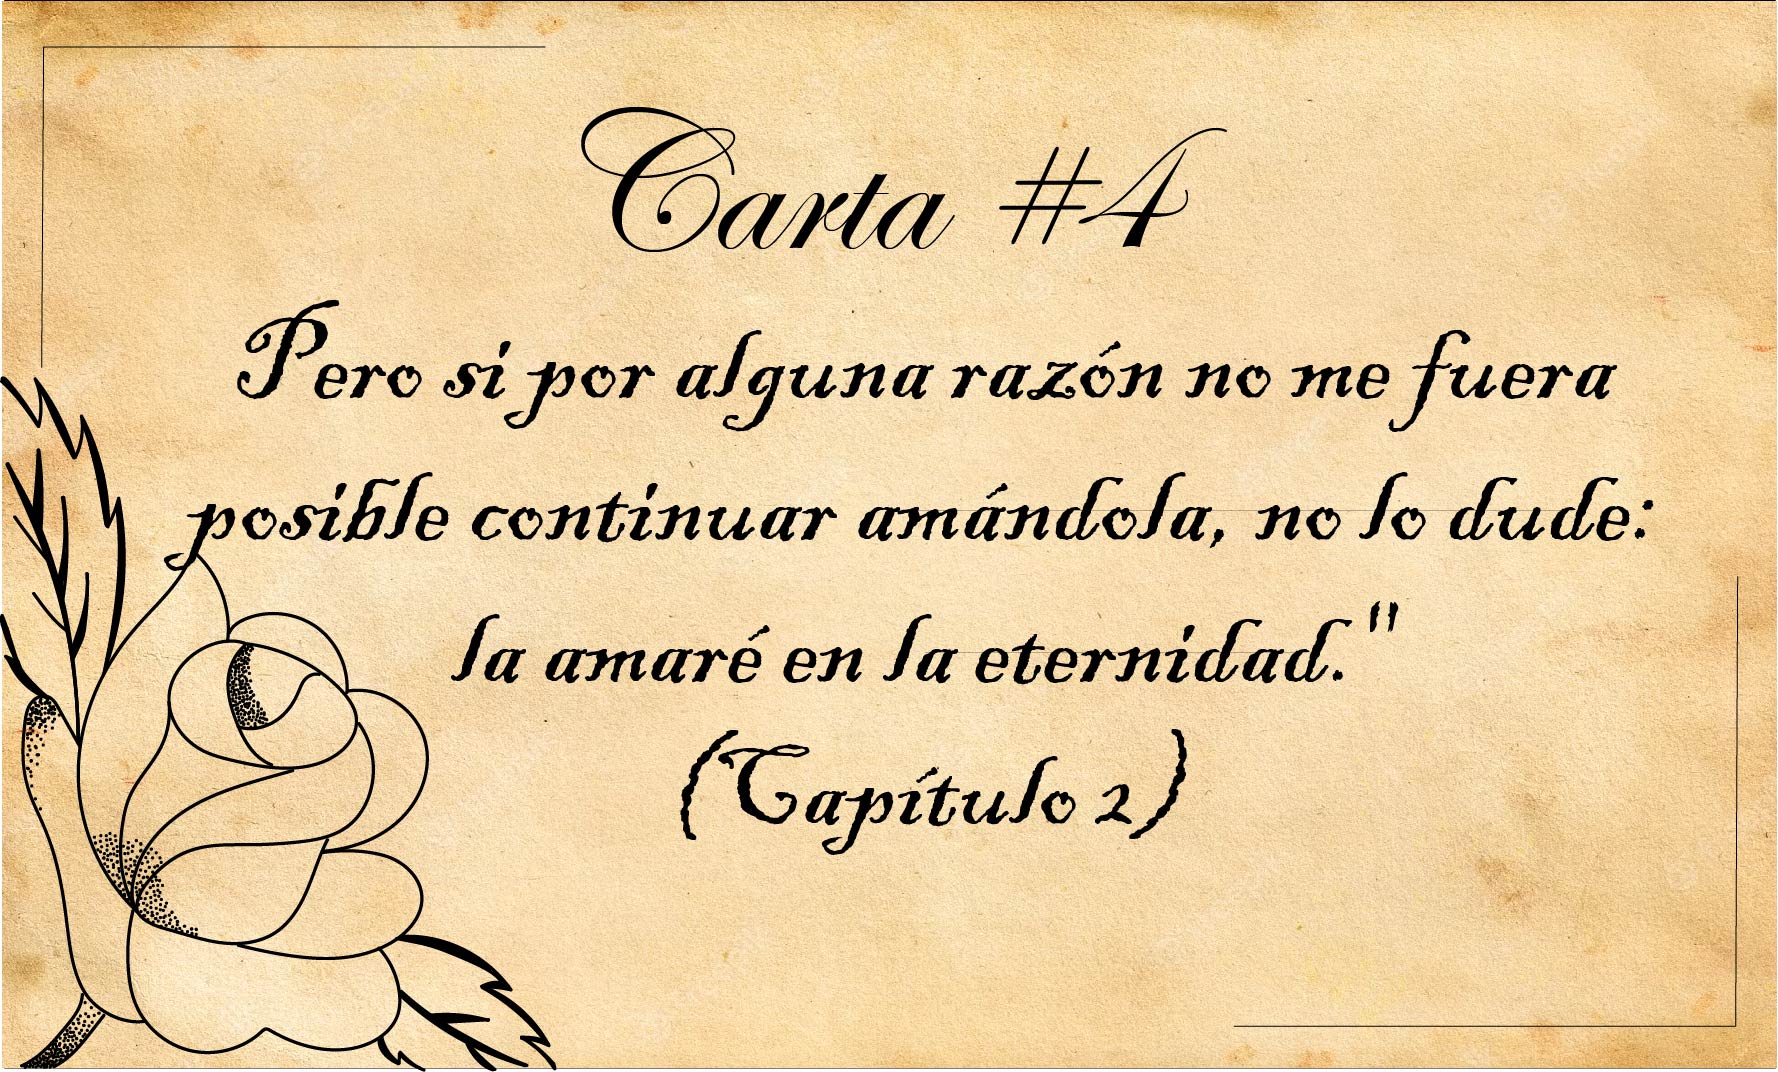 Carta #4
Pero si por alguna razón no me fuera
posible continuar amándola, no lo dude:
la amaré en la eternidad."
(Capítulo 2)